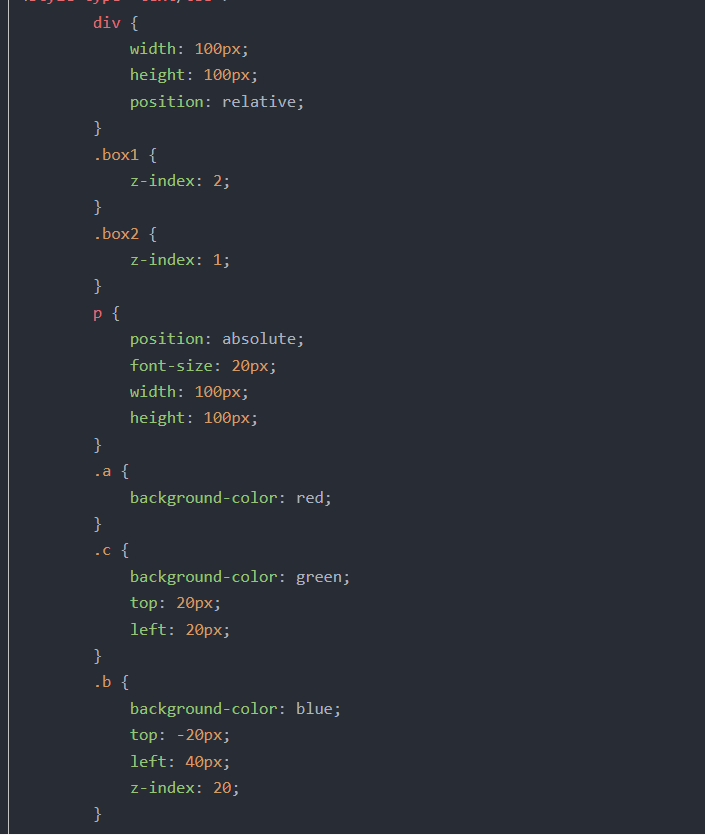 div {
width: 100px;
height: 100px;
position: relative;
}
.box1 {
z-index: 2;
}
.box2 {
z-index: 1;
}
p {
position: absolute;
font-size: 20px;
width: 100px;
height: 100px;
}
.a {
background-color: red;
}
.c {
background-color: green;
top: 20px;
left: 20px;
}
.b {
background-color: blue;
top: -20px;
left: 40px;
z-index: 20;
}